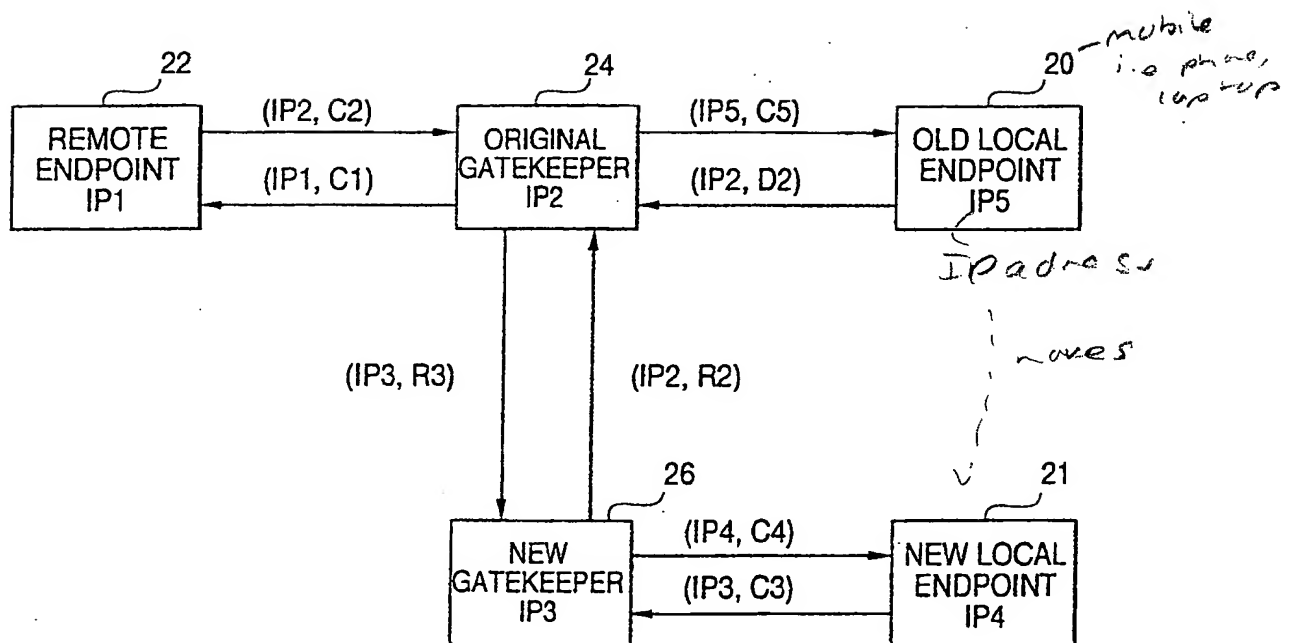 mobile
i.e phone,
laptop
22
24
20
REMOTE
ENDPOINT
IP1
(IP2, C2)
(IP1, C1)
ORIGINAL
GATEKEEPER
IP2
(IP5, C5)
(IP2, D2)
OLD LOCAL
ENDPOINT
IP5
IP adress
moves
(IP3, R3)
(IP2, R2)
26
21
NEW
GATEKEEPER
IP3
(IP4, C4)
(IP3, C3)
NEW LOCAL
ENDPOINT
IP4